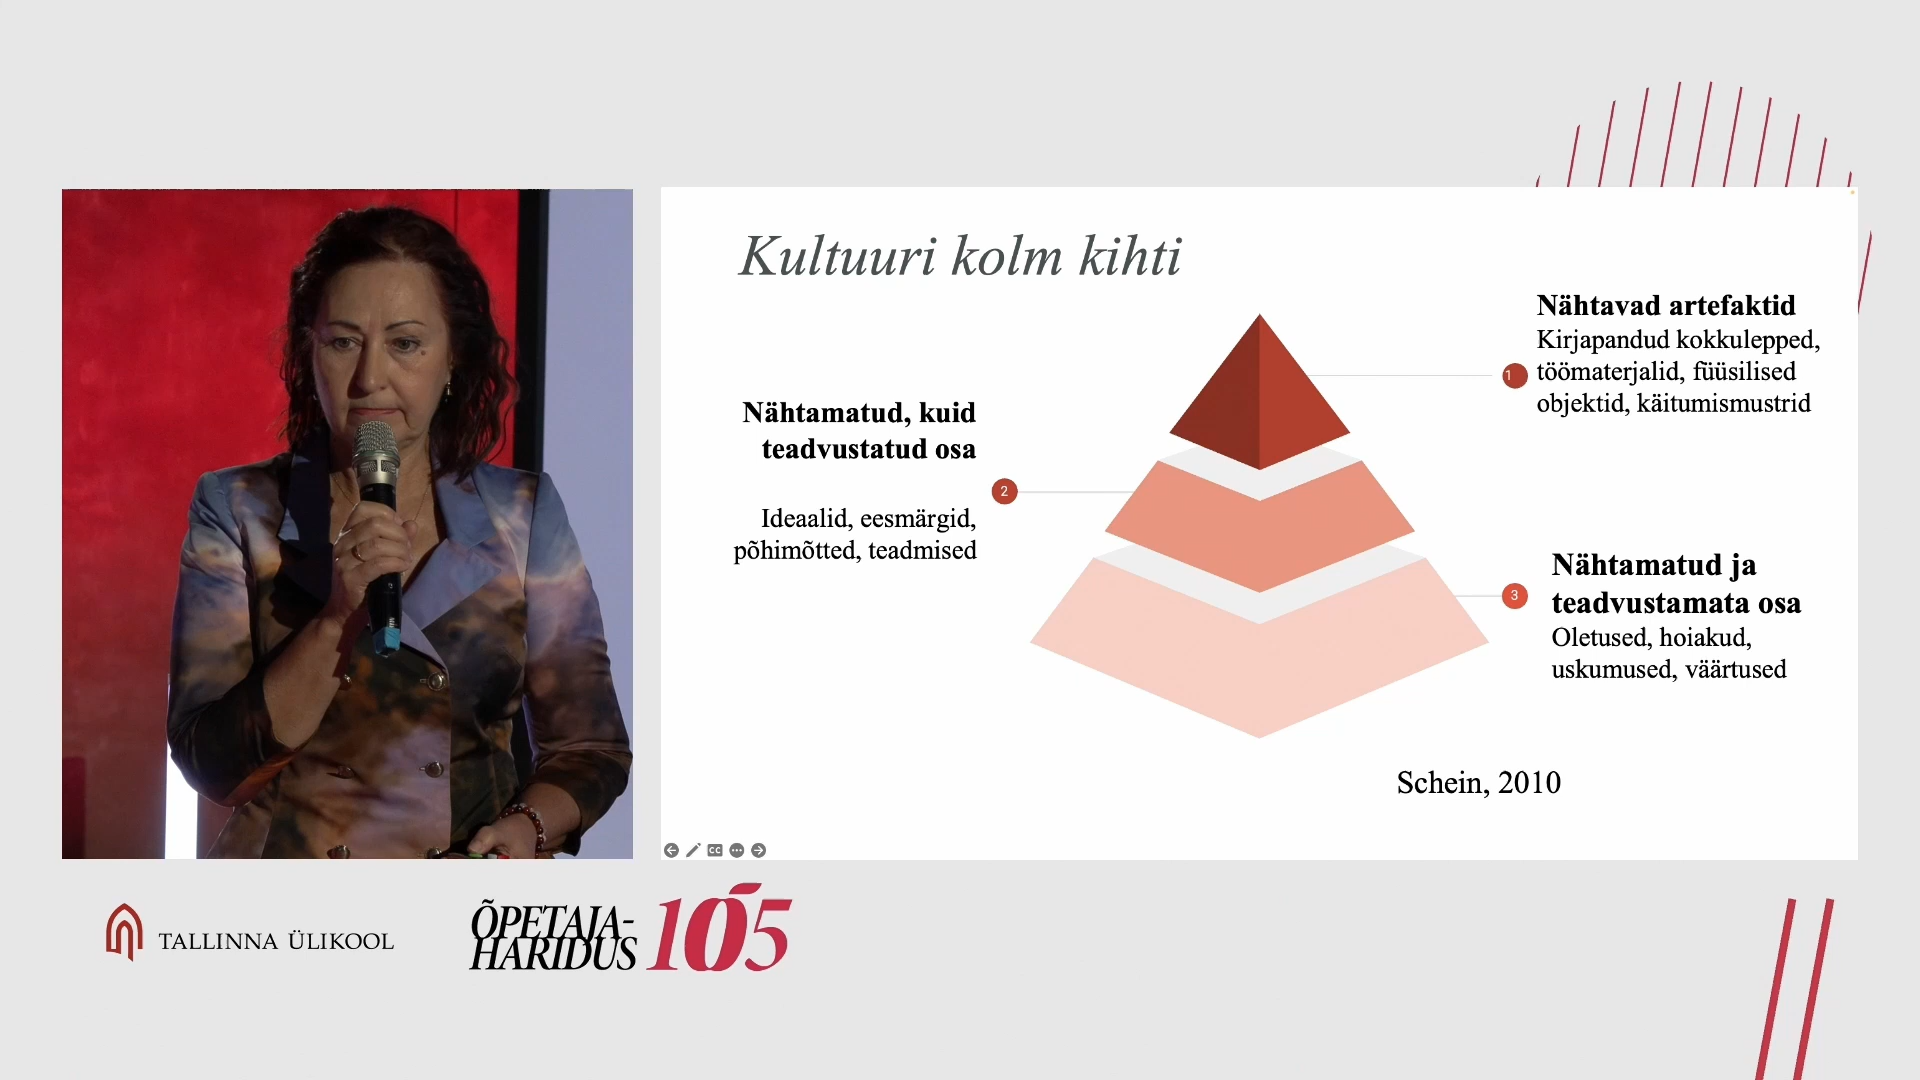 Kultuuri kolm kihti
Nähtavad artefaktid
Kirjapandud kokkulepped,
töömaterjalid, füüsilised
objektid, käitumismustrid
1
Nähtamatud, kuid
teadvustatud osa
2
Ideaalid, eesmärgid,
põhimõtted, teadmised
Nähtamatud ja
teadvustamata osa
3
Oletused, hoiakud,
uskumused, väärtused
Schein, 2010
CC
TALLINNA ÜLIKOOL
ÕPETAJA-
HARIDUS
105